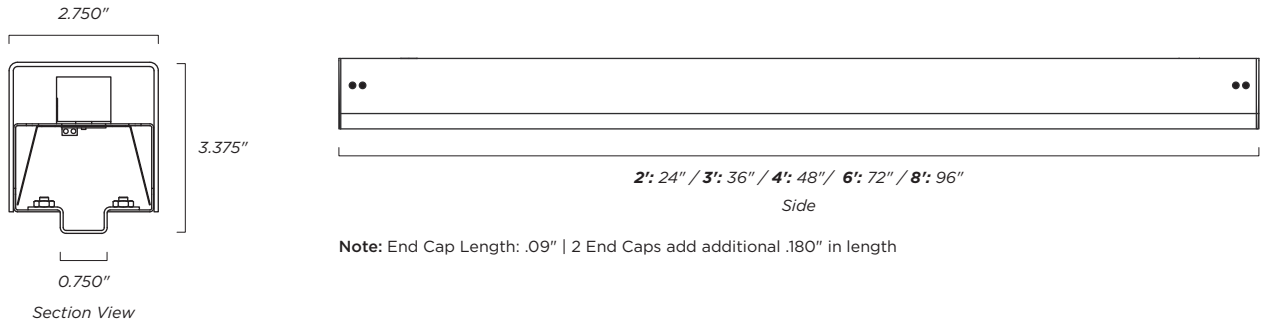 2.750"
3.375"
0.750"
Section View
2': 24" / 3': 36" / 4': 48"/ 6': 72" / 8': 96"
Side
Note: End Cap Length: .09" | 2 End Caps add additional .180" in length